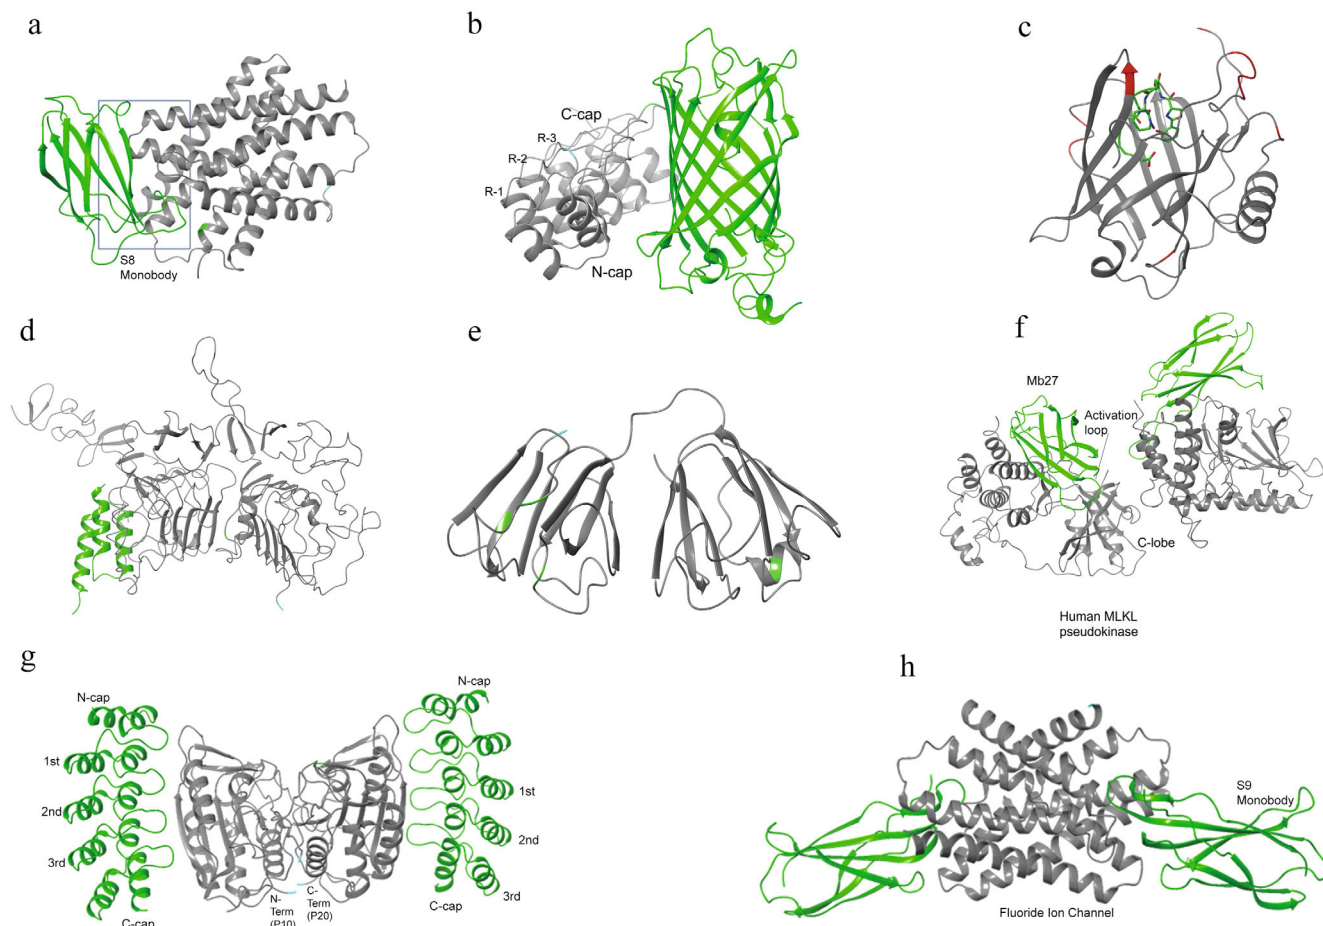 a
b
c
C-cap
R-3
R-2
R-1
N-cap
S8
Monobody
d
e
f
Mb27
Activation
loop
C-lobe
Human MLKL
pseudokinase
g
h
N-cap
1st
2nd
3rd
C-cap
N-
Term
(P10)
C-
Term
(P20)
N-cap
1st
2nd
3rd
C-cap
S9
Monobody
Fluoride Ion Channel